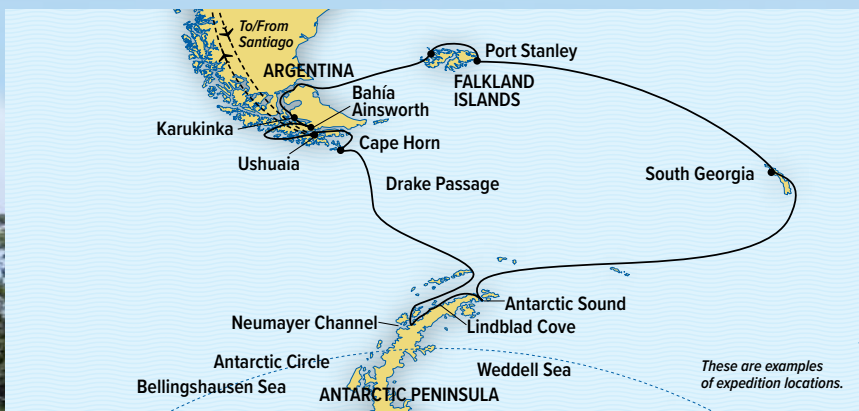 To/From
Santiago
Port Stanley
ARGENTINA
FALKLAND
ISLANDS
Bahía
Ainsworth
Karukinka
Cape Horn
Ushuaia
South Georgia
Drake Passage
Antarctic Sound
Neumayer Channel
Lindblad Cove
Antarctic Circle
Weddell Sea
These are examples
of expedition locations.
Bellingshausen Sea
ANTARCTIC PENINSULA